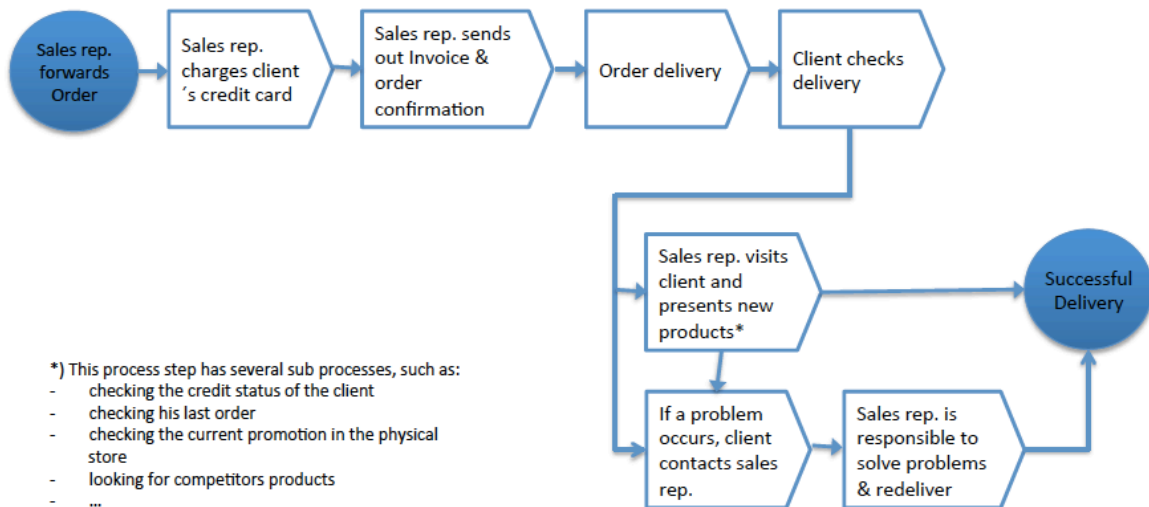 Sales rep.
forwards
Order
Sales rep.
charges client
´s credit card
Sales rep. sends
out Invoice &
order
confirmation
Order delivery
Client checks
delivery
Sales rep. visits
client and
presents new
products*
Successful
Delivery
If a problem
occurs, client
contacts sales
rep.
Sales rep. is
responsible to
solve problems
& redeliver
*) This process step has several sub processes, such as:
- checking the credit status of the client
- checking his last order
- checking the current promotion in the physical
store
- looking for competitors products
- ...